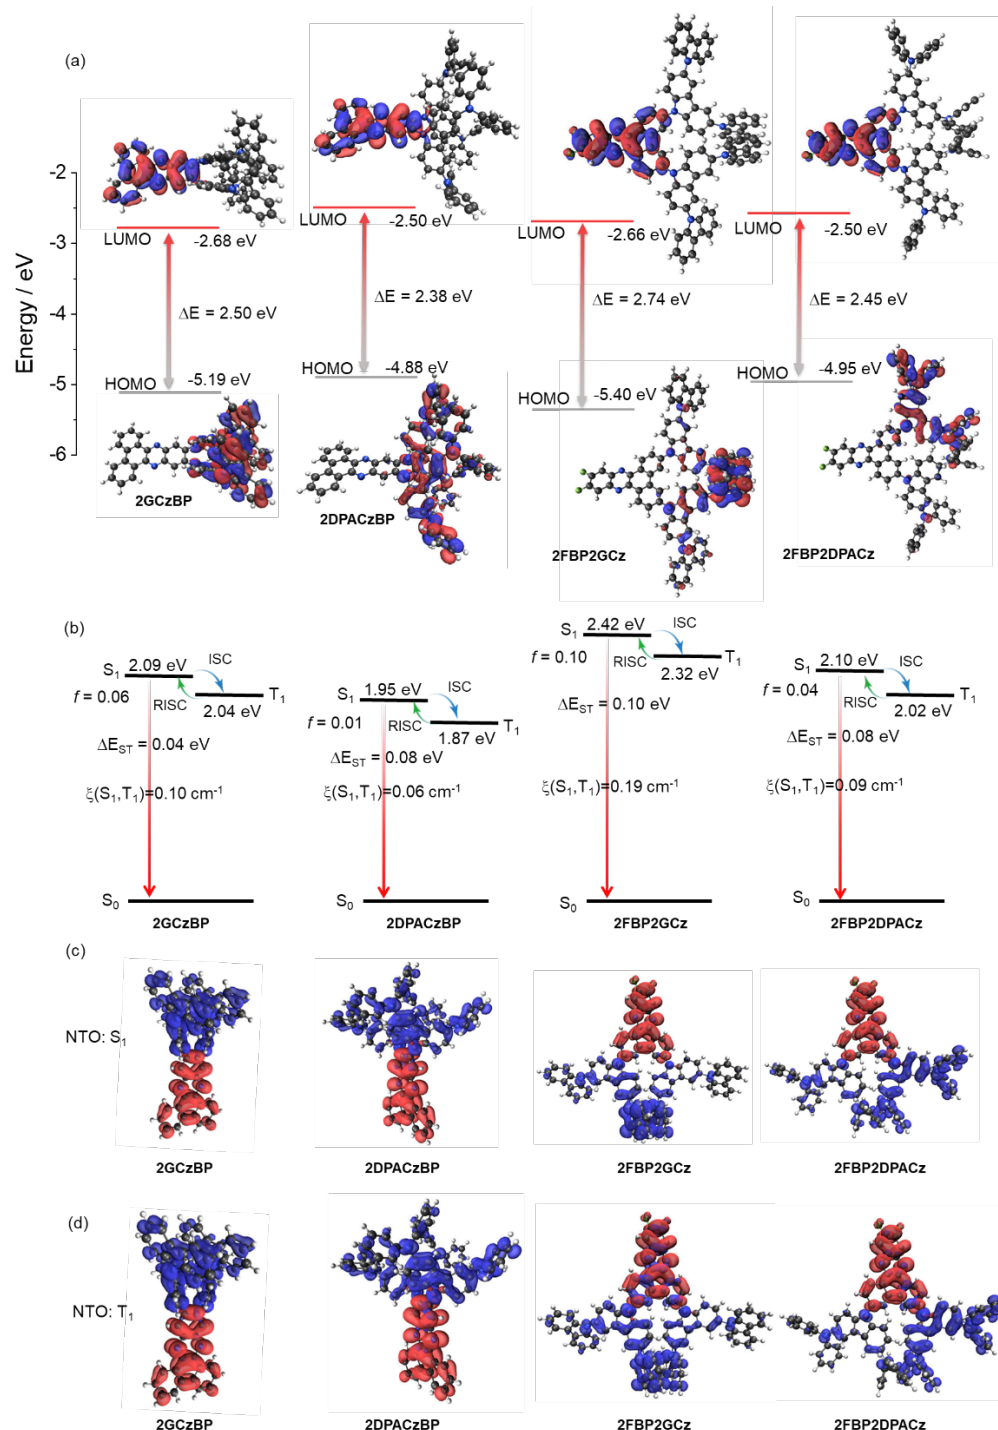 (a)
Energy / eV
-2
-3
-4
-5
-6
LUMO -2.68 eV
ΔE = 2.50 eV
HOMO -5.19 eV
2GCzBP
LUMO -2.50 eV
ΔE = 2.38 eV
HOMO -4.88 eV
2DPACzBP
LUMO -2.66 eV
ΔE = 2.74 eV
HOMO -5.40 eV
2FBP2GCz
LUMO -2.50 eV
ΔE = 2.45 eV
HOMO -4.95 eV
2FBP2DPACz
(b)
S₁ 2.09 eV ISC
f = 0.06 RISC T₁
2.04 eV
ΔE_ST = 0.04 eV
ξ(S₁,T₁)=0.10 cm⁻¹
S₀
2GCzBP
S₁ 1.95 eV ISC
f = 0.01 RISC T₁
1.87 eV
ΔE_ST = 0.08 eV
ξ(S₁,T₁)=0.06 cm⁻¹
S₀
2DPACzBP
S₁ 2.42 eV ISC
f = 0.10 RISC T₁
2.32 eV
ΔE_ST = 0.10 eV
ξ(S₁,T₁)=0.19 cm⁻¹
S₀
2FBP2GCz
S₁ 2.10 eV ISC
f = 0.04 RISC T₁
2.02 eV
ΔE_ST = 0.08 eV
ξ(S₁,T₁)=0.09 cm⁻¹
S₀
2FBP2DPACz
(c)
NTO: S₁
2GCzBP
2DPACzBP
2FBP2GCz
2FBP2DPACz
(d)
NTO: T₁
2GCzBP
2DPACzBP
2FBP2GCz
2FBP2DPACz